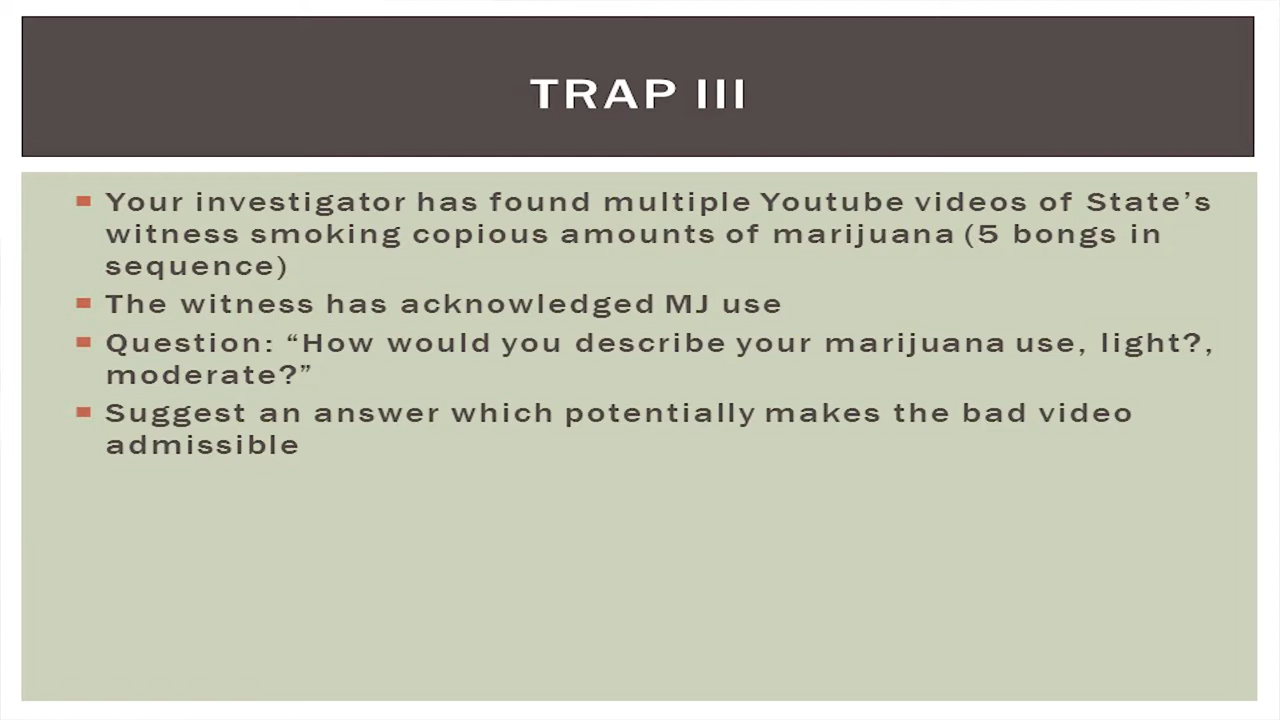 TRAP III
Your investigator has found multiple Youtube videos of State’s
witness smoking copious amounts of marijuana (5 bongs in
sequence)
The witness has acknowledged MJ use
Question: “How would you describe your marijuana use, light?,
moderate?”
Suggest an answer which potentially makes the bad video
admissible